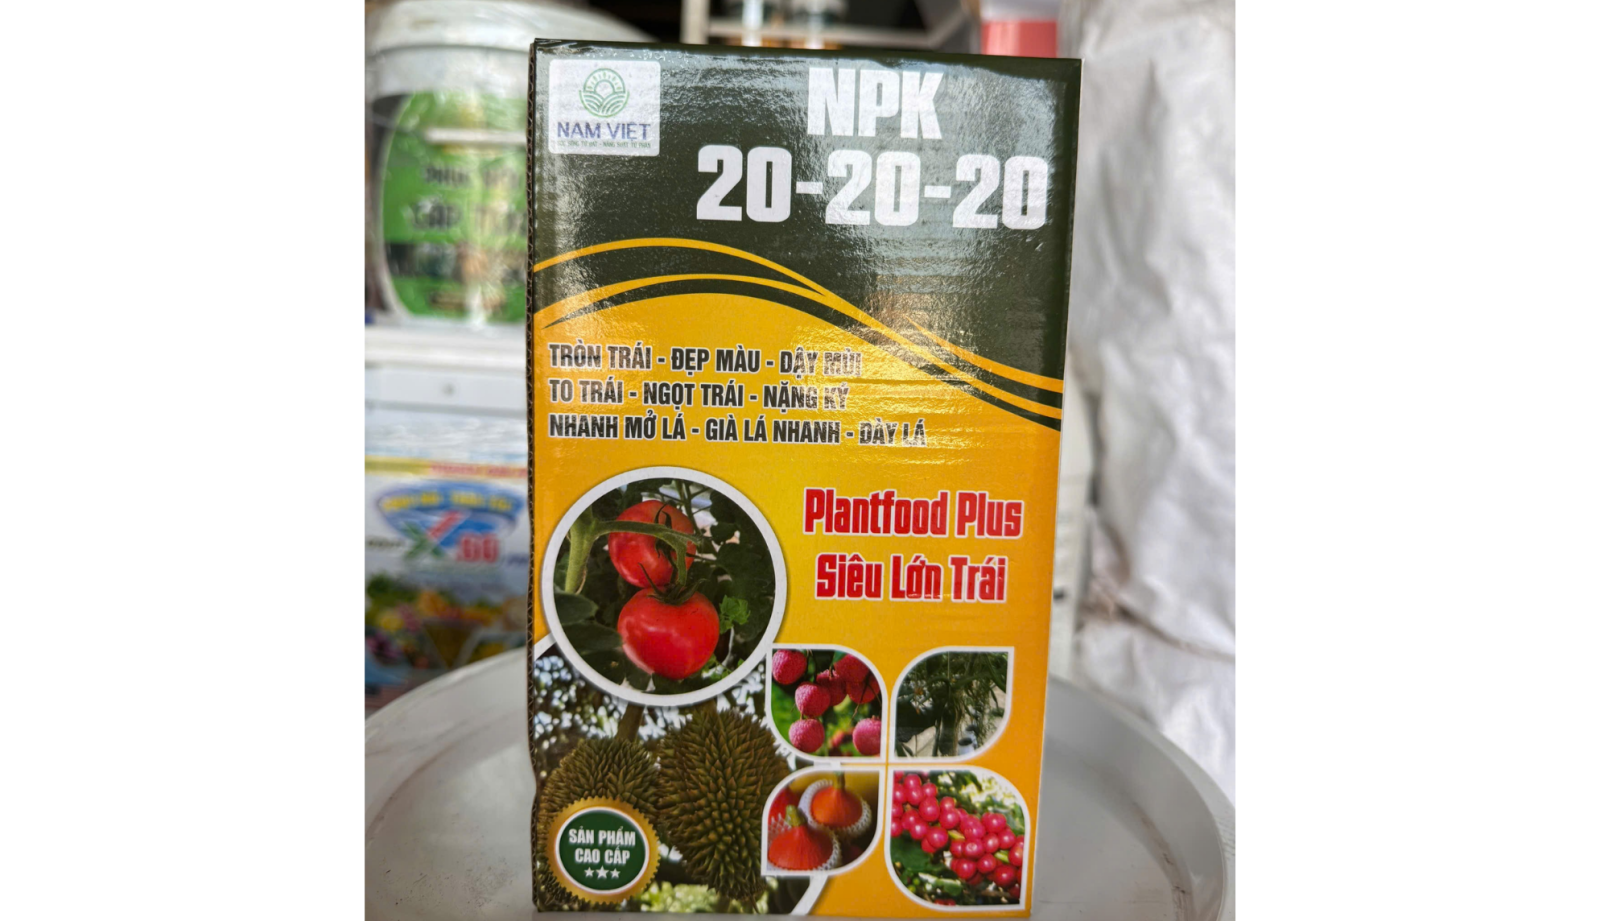 NAM VIỆT
NPK
20-20-20
TRÒN TRÁI - ĐẸP MÀU - DẬY MÙI
TO TRÁI - NGỌT TRÁI - NẶNG KÝ
NHANH MỞ LÁ - GIÀ LÁ NHANH - DÀY LÁ
Plantfood Plus
Siêu Lớn Trái
SẢN PHẨM
CAO CẤP